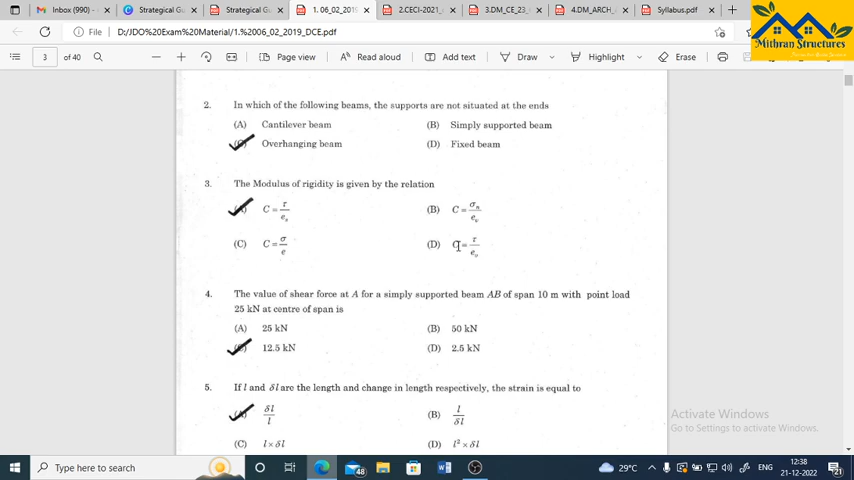 Inbox (990)
Strategical Gu
Strategical Gu
1. 06_02_2019_
2.CECI-2021_
3.DM_CE_23_
4.DM_ARCH_
Syllabus.pdf
File
D:/JDO%20Exam%20Material/1.%2006_02_2019_DCE.pdf
Mithran Structures
3 of 40
Page view
Read aloud
Add text
Draw
Highlight
Erase
2. In which of the following beams, the supports are not situated at the ends
(A) Cantilever beam (B) Simply supported beam
(C) Overhanging beam (D) Fixed beam
3. The Modulus of rigidity is given by the relation
(A) C = τ/eₛ (B) C = σₙ/eᵥ
(C) C = σ/e (D) C = τ/eᵥ
4. The value of shear force at A for a simply supported beam AB of span 10 m with point load
25 kN at centre of span is
(A) 25 kN (B) 50 kN
12.5 kN (D) 2.5 kN
5. If l and δl are the length and change in length respectively, the strain is equal to
(A) δl/l (B) l/δl
(C) l × δl (D) l² × δl
Activate Windows
Go to Settings to activate Windows.
Type here to search
48
29°C
ENG
12:38
21-12-2022
21